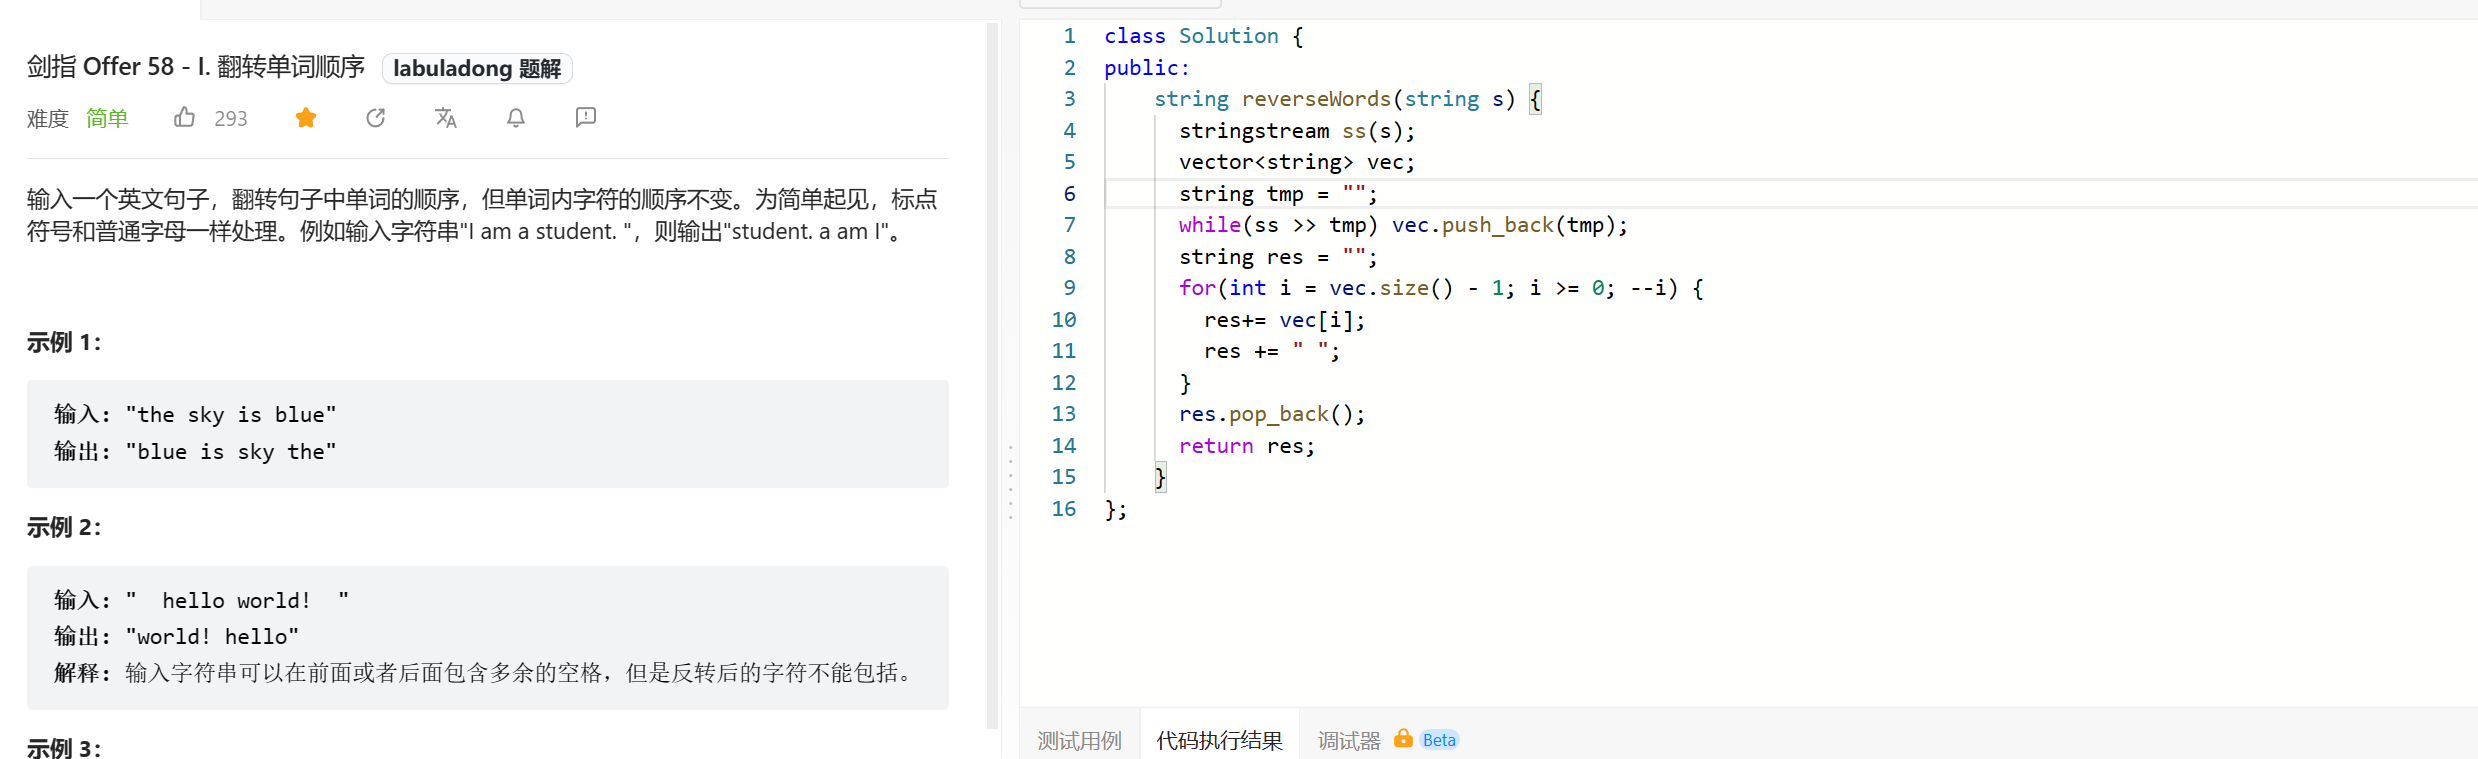 剑指 Offer 58 - I. 翻转单词顺序 labuladong 题解
难度 简单 293
输入一个英文句子，翻转句子中单词的顺序，但单词内字符的顺序不变。为简单起见，标点
符号和普通字母一样处理。例如输入字符串"I am a student. "，则输出"student. a am I"。
示例 1：
输入："the sky is blue"
输出："blue is sky the"
示例 2：
输入："  hello world!  "
输出："world! hello"
解释：输入字符串可以在前面或者后面包含多余的空格，但是反转后的字符不能包括。
示例 3：
1 class Solution {
2 public:
3     string reverseWords(string s) {
4       stringstream ss(s);
5       vector<string> vec;
6       string tmp = "";
7       while(ss >> tmp) vec.push_back(tmp);
8       string res = "";
9       for(int i = vec.size() - 1; i >= 0; --i) {
10         res+= vec[i];
11         res += " ";
12       }
13       res.pop_back();
14       return res;
15     }
16 };
测试用例 代码执行结果 调试器 Beta